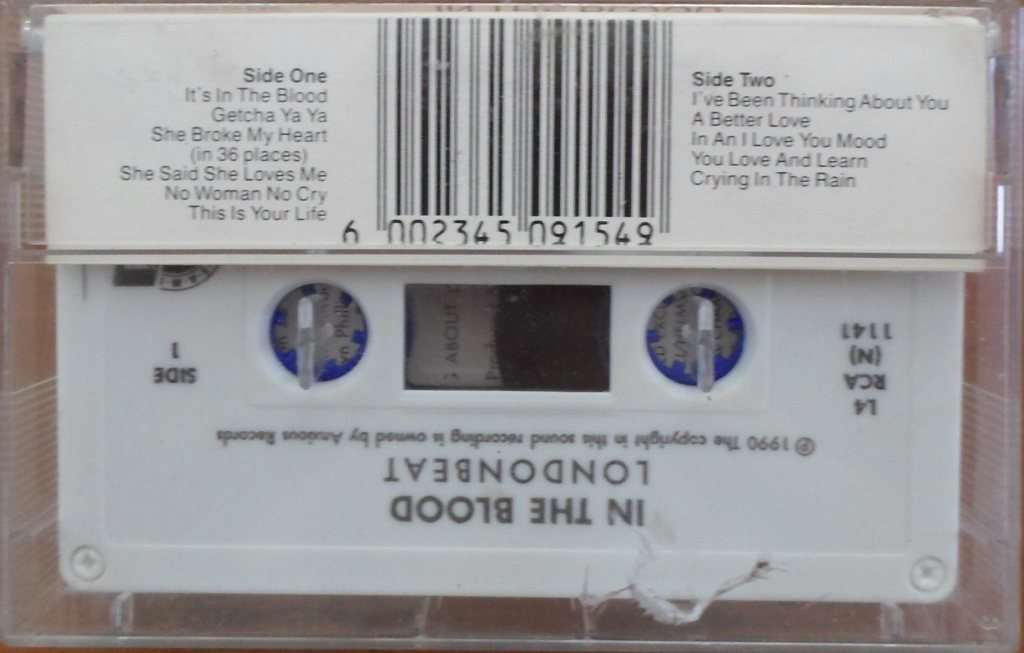 Side One
It's In The Blood
Getcha Ya Ya
She Broke My Heart
(in 36 places)
She Said She Loves Me
No Woman No Cry
This Is Your Life
6 002345 091549
Side Two
I've Been Thinking About You
A Better Love
In An I Love You Mood
You Love And Learn
Crying In The Rain
IN THE BLOOD
LONDONBEAT
℗ 1990 The copyright in this sound recording is owned by Anxious Records
L4
RCA
(N)
1141
SIDE
1
ABOUT